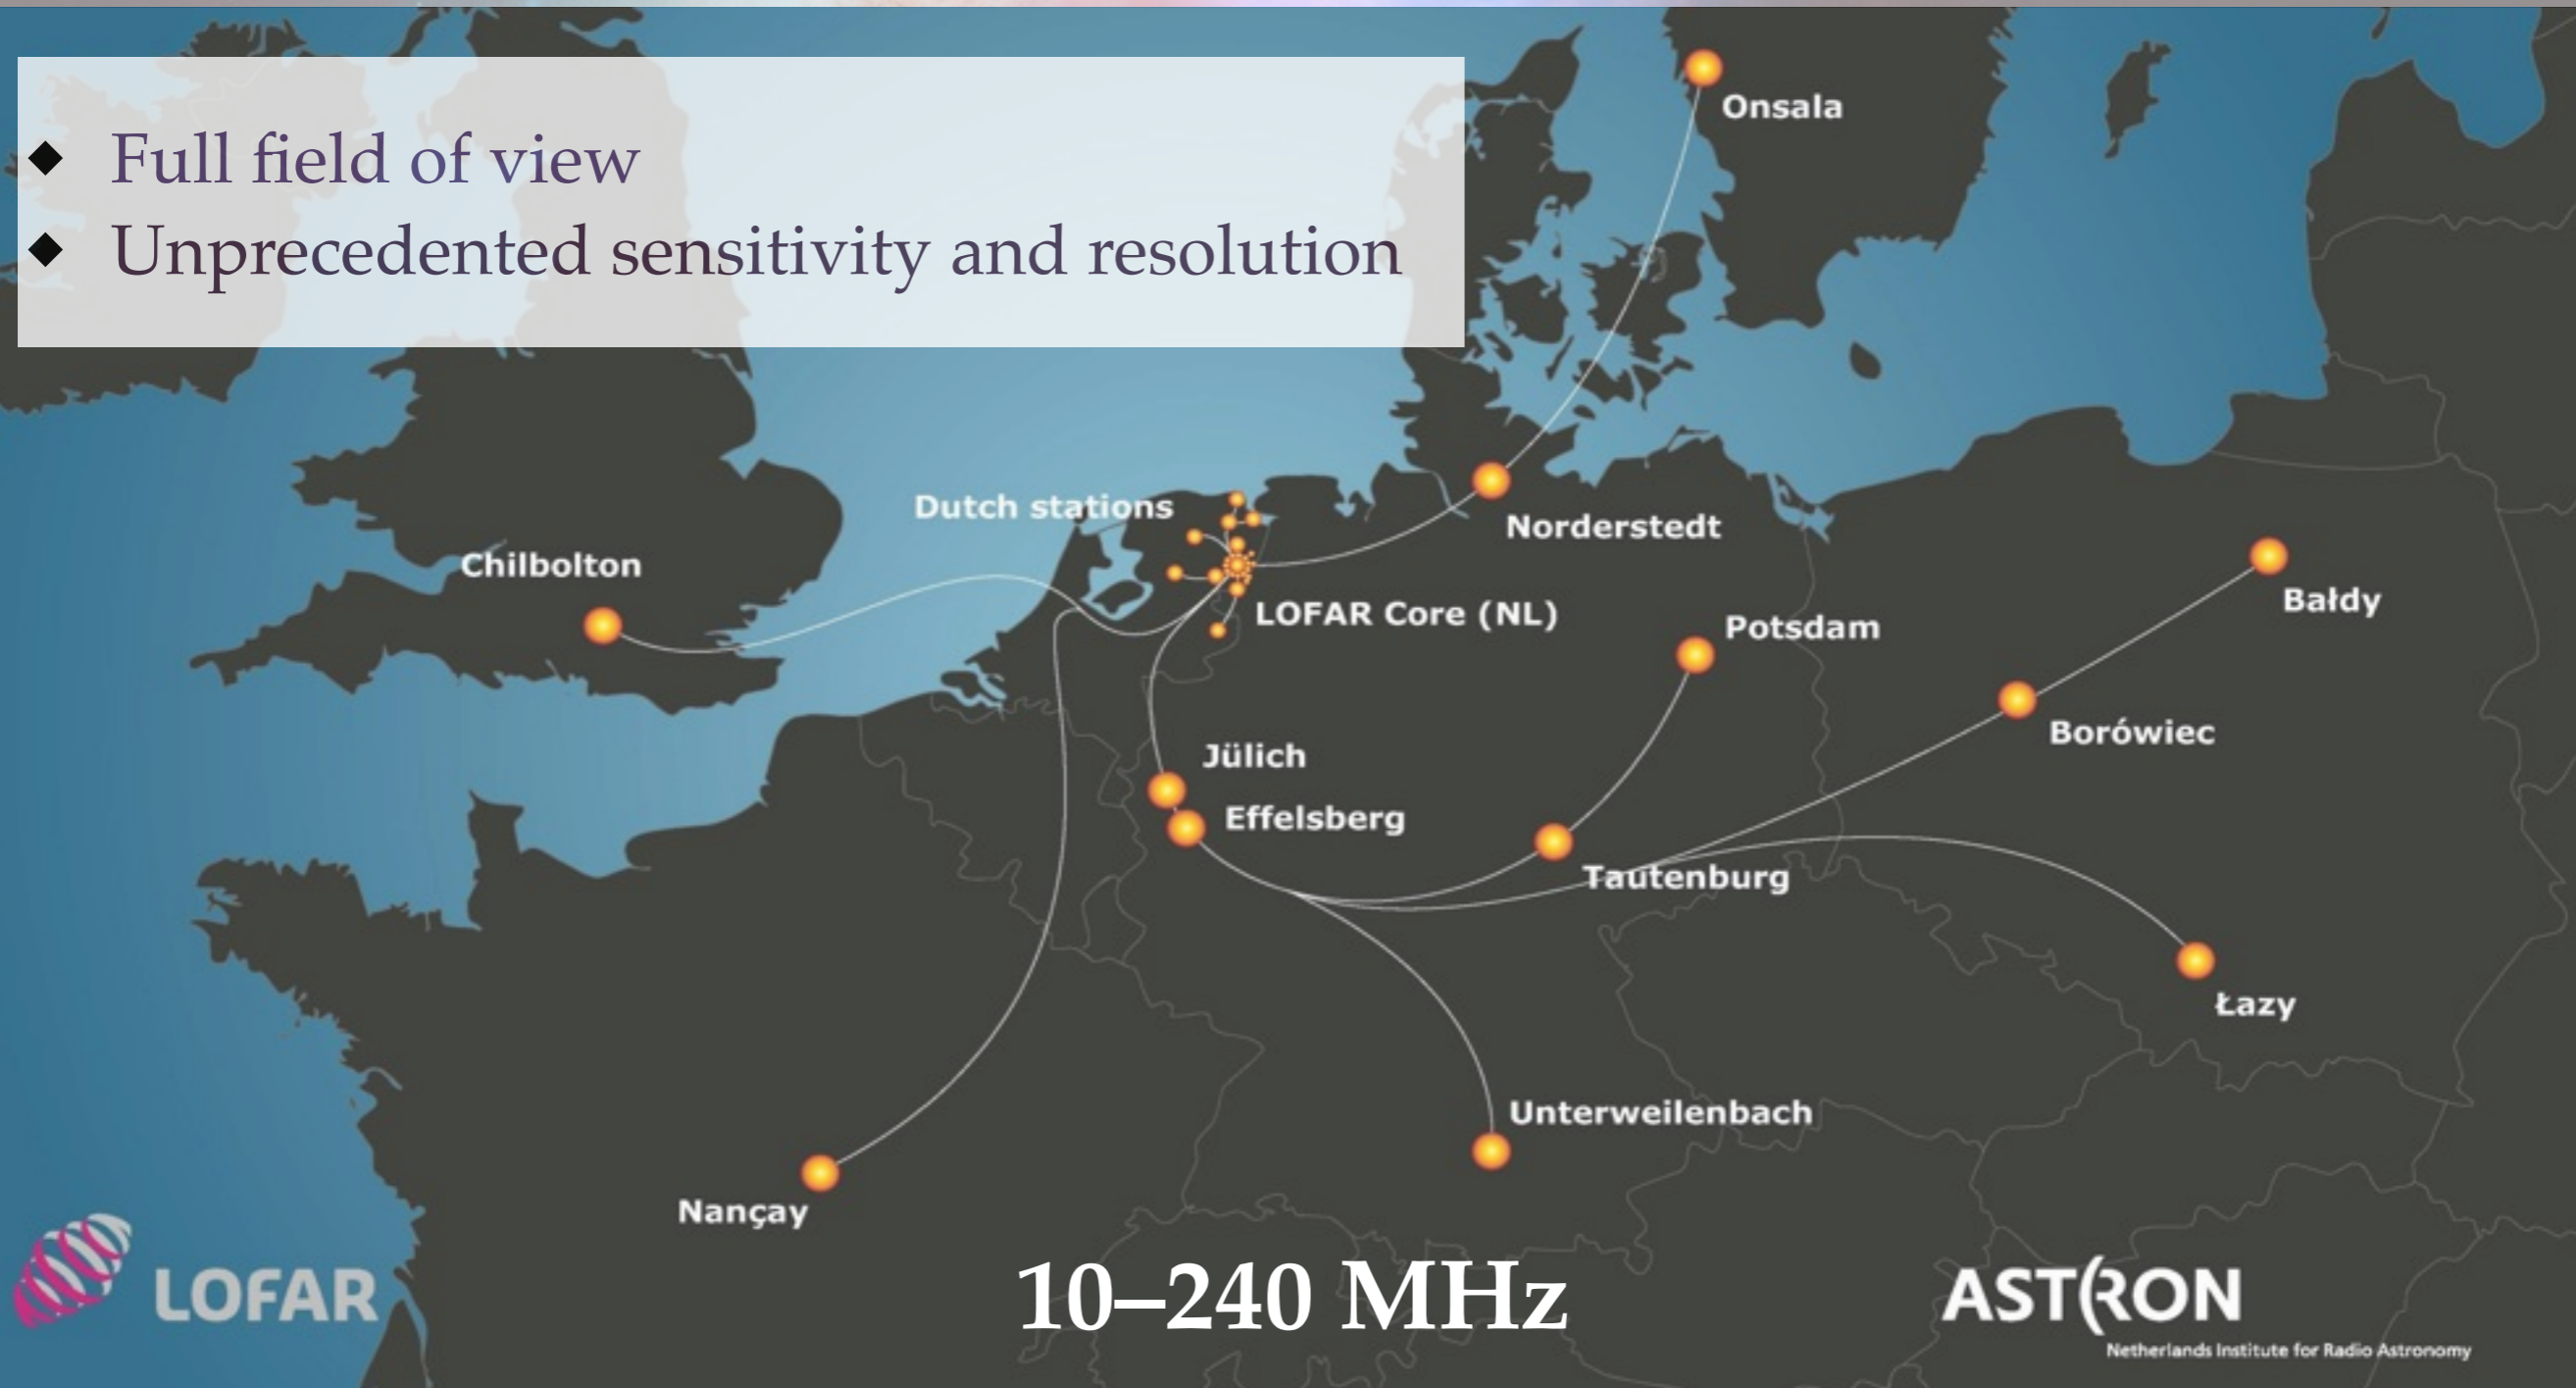 ◆ Full field of view
◆ Unprecedented sensitivity and resolution
Onsala
Dutch stations
Norderstedt
Chilbolton
Bałdy
LOFAR Core (NL)
Potsdam
Borówiec
Jülich
Effelsberg
Tautenburg
Łazy
Unterweilenbach
Nançay
10–240 MHz
LOFAR
ASTRON
Netherlands Institute for Radio Astronomy